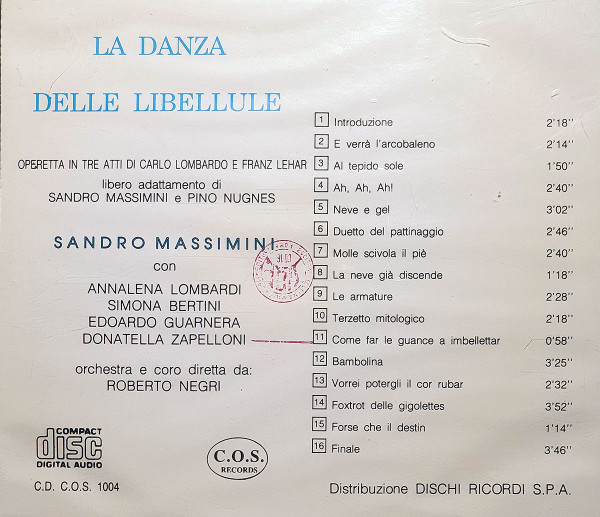 LA DANZA
DELLE LIBELLULE
OPERETTA IN TRE ATTI DI CARLO LOMBARDO E FRANZ LEHAR
libero adattamento di
SANDRO MASSIMINI e PINO NUGNES
SANDRO MASSIMINI
con
ANNALENA LOMBARDI
SIMONA BERTINI
EDOARDO GUARNERA
DONATELLA ZAPELLONI
orchestra e coro diretta da:
ROBERTO NEGRI
COMPACT
disc
DIGITAL AUDIO
C.O.S.
RECORDS
C.D. C.O.S. 1004
1 Introduzione 2'18''
2 E verrà l'arcobaleno 2'14''
3 Al tepido sole 1'50''
4 Ah, Ah, Ah! 2'40''
5 Neve e gel 3'02''
6 Duetto del pattinaggio 2'46''
7 Molle scivola il piè 2'40''
8 La neve già discende 1'18''
9 Le armature 2'28''
10 Terzetto mitologico 2'18''
11 Come far le guance a imbellettar 0'58''
12 Bambolina 3'25''
13 Vorrei potergli il cor rubar 2'32''
14 Foxtrot delle gigolettes 3'52''
15 Forse che il destin 1'14''
16 Finale 3'46''
Distribuzione DISCHI RICORDI S.P.A.